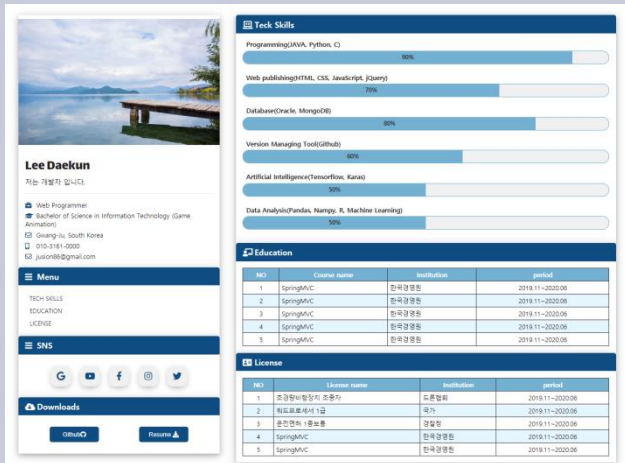 Lee Daekun
저는 개발자 입니다.
Web Programmer
Bachelor of Science in Information Technology (Game
Animation)
Gwang-Ju, South Korea
010-3161-0000
jusion86@gmail.com
Menu
TECH SKILLS
EDUCATION
LICENSE
SNS
Downloads
Github
Resume
Teck Skills
Programming(JAVA, Python, C)
90%
Web publishing(HTML, CSS, JavaScript, jQuery)
70%
Database(Oracle, MongoDB)
80%
Version Managing Tool(Github)
60%
Artificial Intelligence(Tensorflow, Karas)
50%
Data Analysis(Pandas, Nampy, R, Machine Learning)
50%
Education
NO Course name Institution period
1 SpringMVC 한국경영원 2019.11~2020.06
2 SpringMVC 한국경영원 2019.11~2020.06
3 SpringMVC 한국경영원 2019.11~2020.06
4 SpringMVC 한국경영원 2019.11~2020.06
5 SpringMVC 한국경영원 2019.11~2020.06
License
NO License name Institution period
1 초경량비행장치 조종자 드론협회 2019.11~2020.06
2 워드프로세서 1급 국가 2019.11~2020.06
3 운전면허 1종보통 경찰청 2019.11~2020.06
4 SpringMVC 한국경영원 2019.11~2020.06
5 SpringMVC 한국경영원 2019.11~2020.06